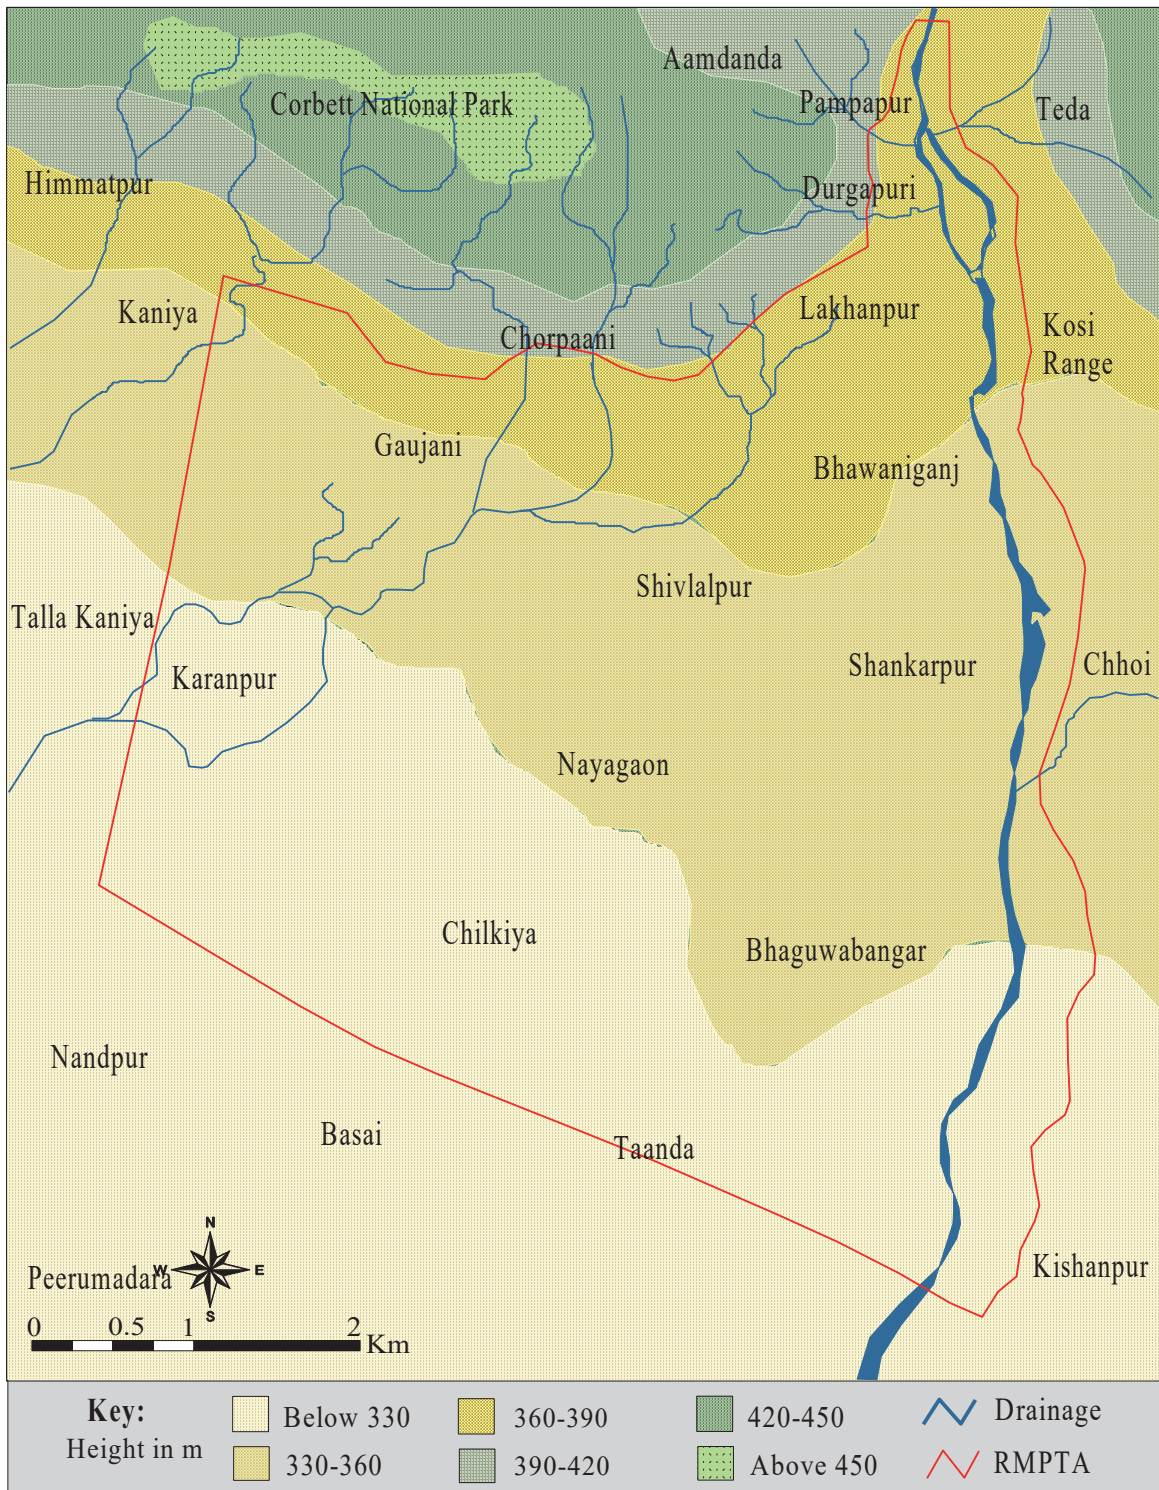 Aamdanda
Corbett National Park
Pampapur
Teda
Himmatpur
Durgapuri
Kaniya
Lakhanpur
Chorpaani
Kosi
Range
Gaujani
Bhawaniganj
Shivlalpur
Talla Kaniya
Karanpur
Shankarpur
Chhoi
Nayagaon
Chilkiya
Bhaguwabangar
Nandpur
Basai
Taanda
Kishanpur
Peerumadara
N
W E
S
0 0.5 1 2
Km
Key:
Height in m
Below 330
330-360
360-390
390-420
420-450
Above 450
Drainage
RMPTA